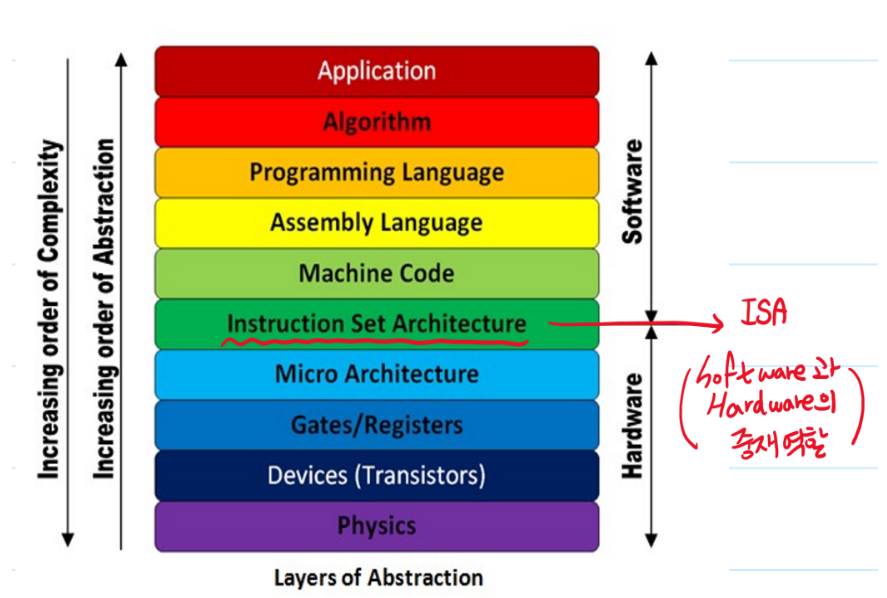 Increasing order of Complexity
Increasing order of Abstraction
Application
Algorithm
Programming Language
Assembly Language
Machine Code
Instruction Set Architecture
Micro Architecture
Gates/Registers
Devices (Transistors)
Physics
Layers of Abstraction
Software
Hardware
ISA
(Software과
Hardware의
중재역할)